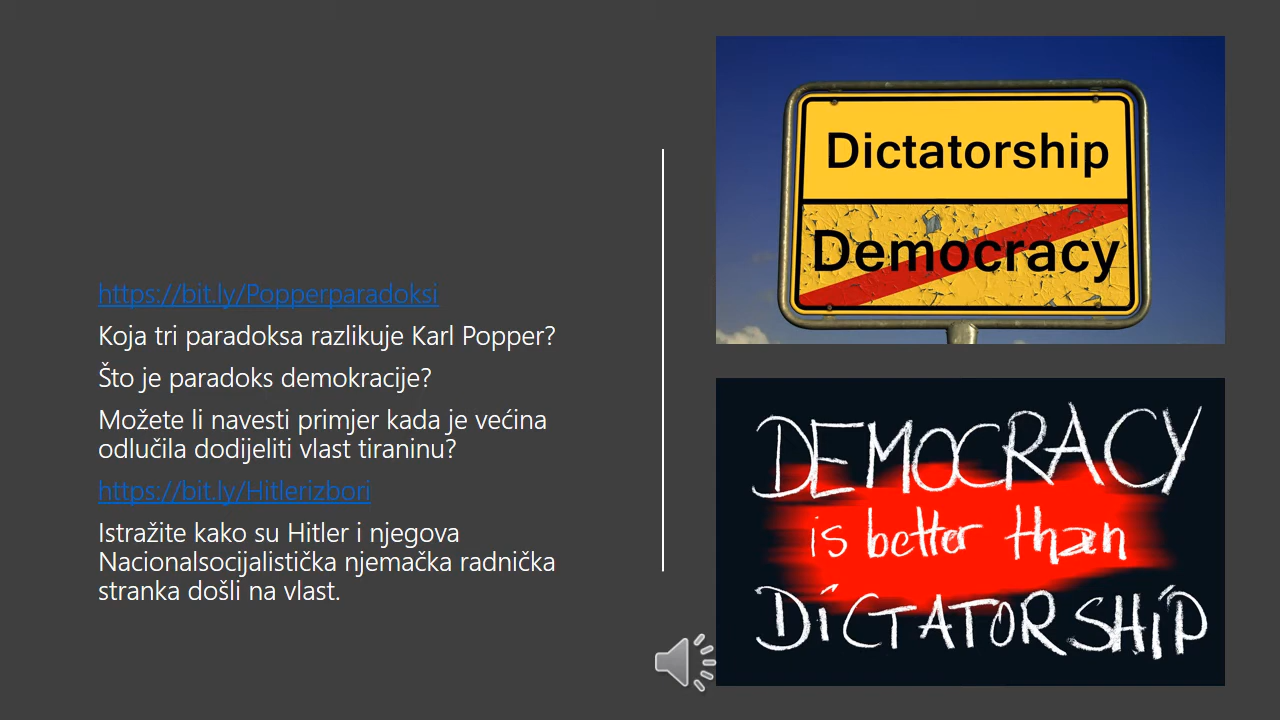 https://bit.ly/Popperparadoksi
Koja tri paradoksa razlikuje Karl Popper?
Što je paradoks demokracije?
Možete li navesti primjer kada je većina
odlučila dodijeliti vlast tiraninu?
https://bit.ly/Hitlerizbori
Istražite kako su Hitler i njegova
Nacionalsocijalistička njemačka radnička
stranka došli na vlast.
Dictatorship
Democracy
DEMOCRACY
is better than
DICTATORSHIP